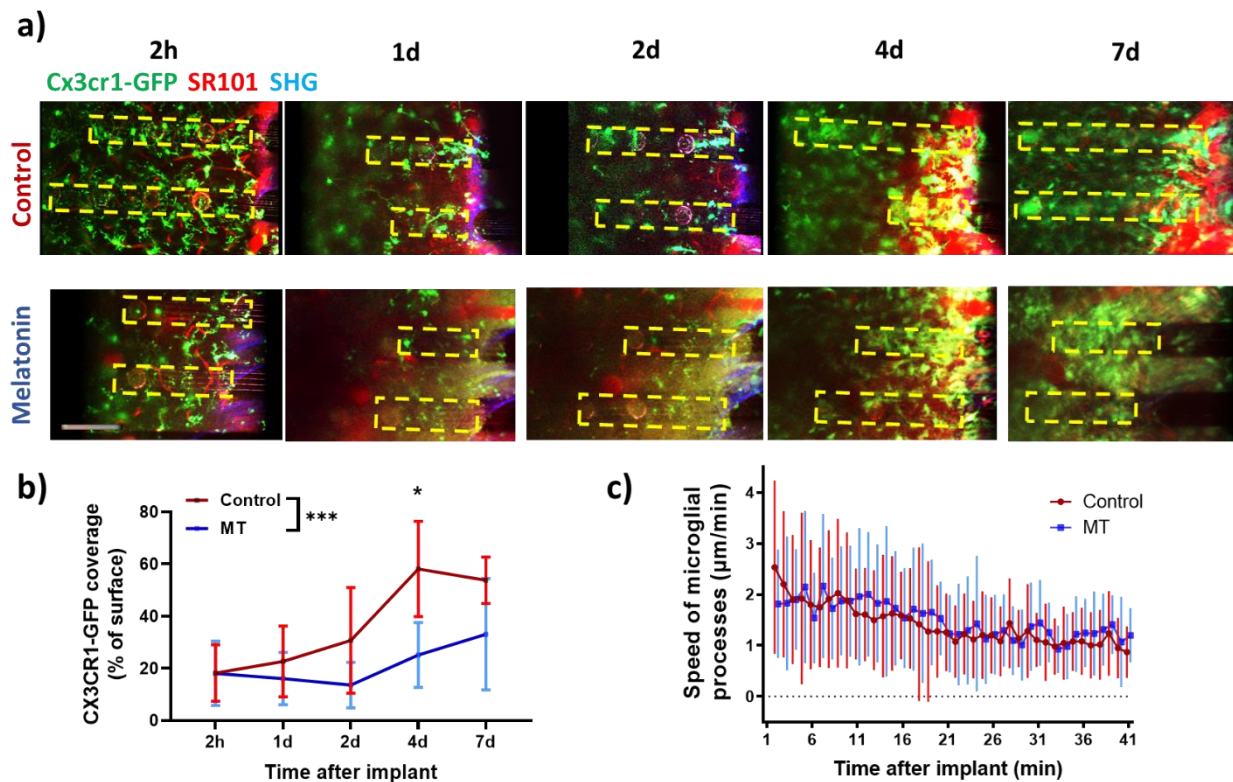 a)
2h 1d 2d 4d 7d
Cx3cr1-GFP SR101 SHG
Control
Melatonin
b)
Control
MT
***
*
CX3CR1-GFP coverage
(% of surface)
80
60
40
20
0
2h 1d 2d 4d 7d
Time after implant
c)
Control
MT
Speed of microglial
processes (µm/min)
4
3
2
1
0
1 6 11 16 21 26 31 36 41
Time after implant (min)